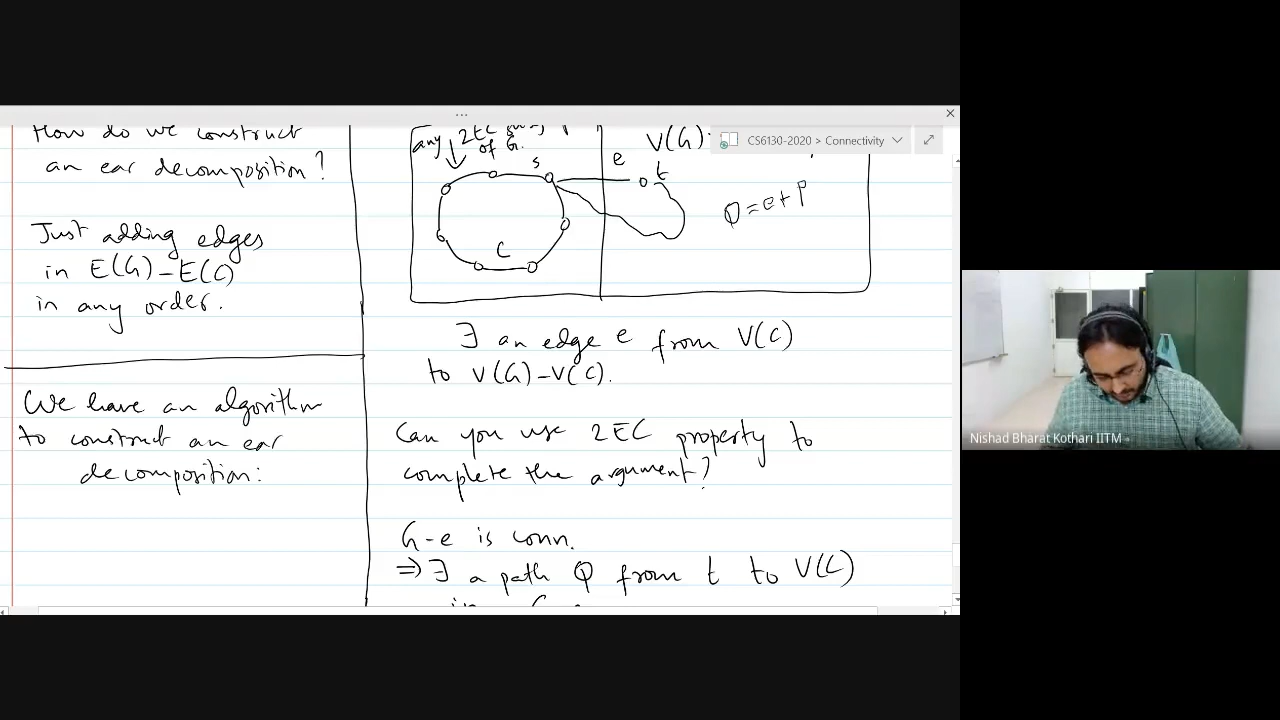 How do we construct
an ear decomposition?
Just adding edges
in E(G)-E(C)
in any order.
We have an algorithm
to construct an ear
decomposition:
any 2EC
of G.
V(G)
CS6130-2020 > Connectivity
s
e
t
C
Q=e+P
∃ an edge e from V(C)
to V(G)-V(C).
Can you use 2EC property to
complete the argument?
G-e is conn.
⇒ ∃ a path Q from t to V(C)
in
Nishad Bharat Kothari IITM